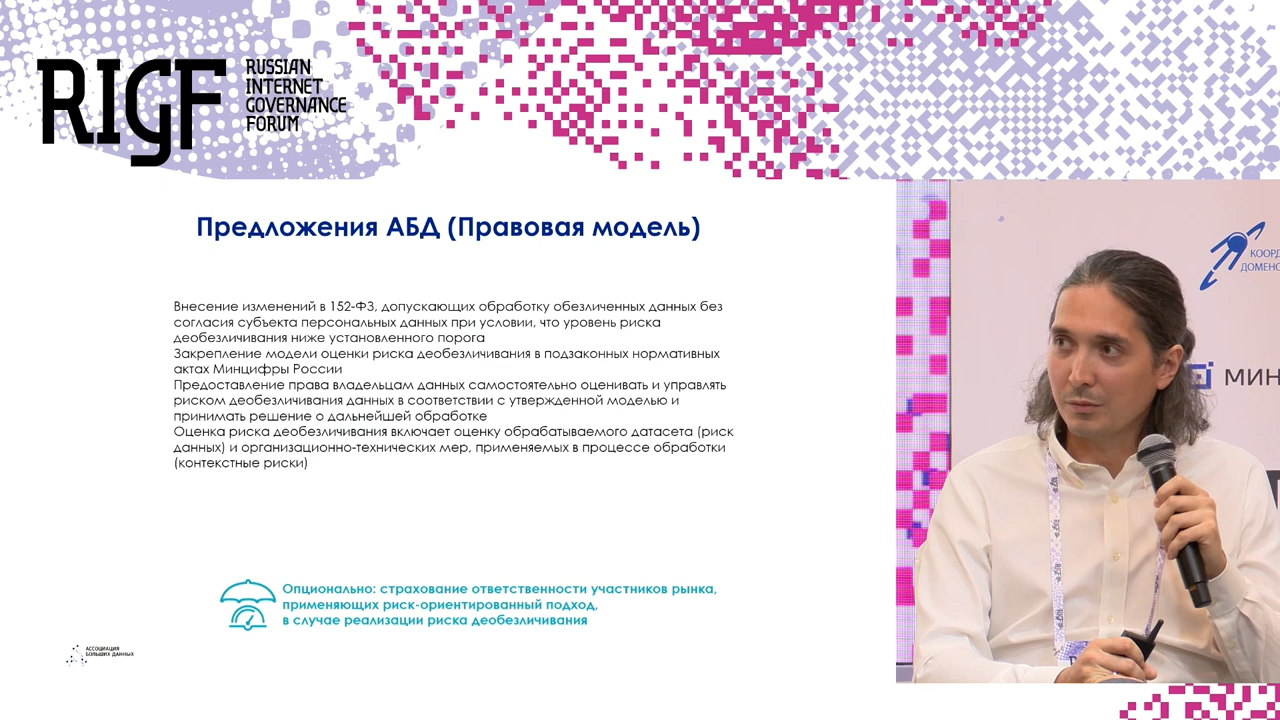 RIGF
RUSSIAN
INTERNET
GOVERNANCE
FORUM
Предложения АБД (Правовая модель)
Внесение изменений в 152-ФЗ, допускающих обработку обезличенных данных без
согласия субъекта персональных данных при условии, что уровень риска
деобезличивания ниже установленного порога
Закрепление модели оценки риска деобезличивания в подзаконных нормативных
актах Минцифры России
Предоставление права владельцам данных самостоятельно оценивать и управлять
риском деобезличивания данных в соответствии с утвержденной моделью и
принимать решение о дальнейшей обработке
Оценка риска деобезличивания включает оценку обрабатываемого датасета (риск
данных) и организационно-технических мер, применяемых в процессе обработки
(контекстные риски)
Опционально: страхование ответственности участников рынка,
применяющих риск-ориентированный подход,
в случае реализации риска деобезличивания
АССОЦИАЦИЯ
БОЛЬШИХ ДАННЫХ
КООРД
ДОМЕНО
МИН